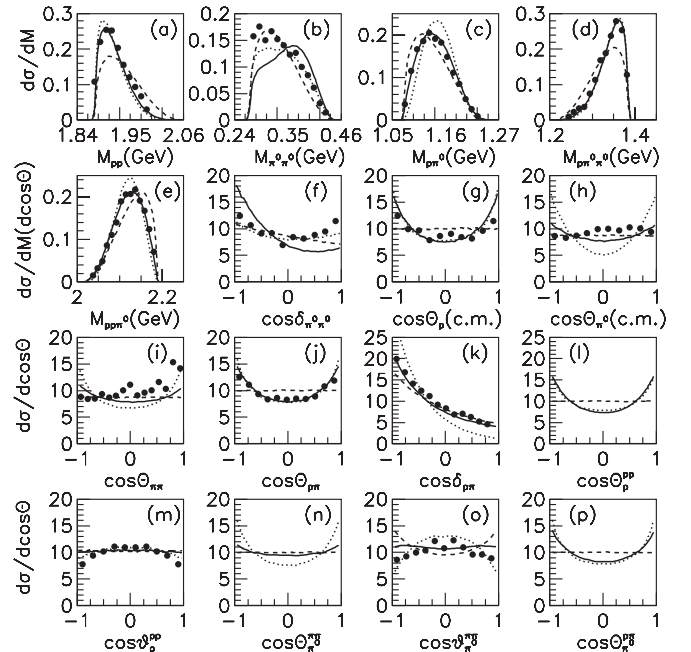 dσ/dM
0.3 0.2 0.1 0
(a)
1.84 1.95 2.06
M_pp(GeV)
0.2 0.15 0.1 0.05 0
(b)
0.24 0.35 0.46
M_π⁰π⁰(GeV)
0.2 0.1 0
(c)
1.05 1.16 1.27
M_pπ⁰(GeV)
0.3 0.2 0.1 0
(d)
1.2 1.4
M_pπ⁰π⁰(GeV)
dσ/dM(dcosΘ)
0.2 0.1 0
(e)
2 2.1 2.2
M_ppπ⁰(GeV)
20 15 10 5 0
(f)
−1 0 1
cosδ_π⁰π⁰
20 15 10 5 0
(g)
−1 0 1
cosΘ_p(c.m.)
20 15 10 5 0
(h)
−1 0 1
cosΘ_π⁰(c.m.)
dσ/dcosΘ
20 15 10 5 0
(i)
−1 0 1
cosΘ_ππ
20 15 10 5 0
(j)
−1 0 1
cosΘ_pπ
25 20 15 10 5 0
(k)
−1 0 1
cosδ_pπ
20 15 10 5 0
(l)
−1 0 1
cosΘ_p^pp
dσ/dcosΘ
20 15 10 5 0
(m)
−1 0 1
cosϑ_p^pp
20 15 10 5 0
(n)
−1 0 1
20 15 10 5 0
(o)
−1 0 1
20 15 10 5 0
(p)
−1 0 1